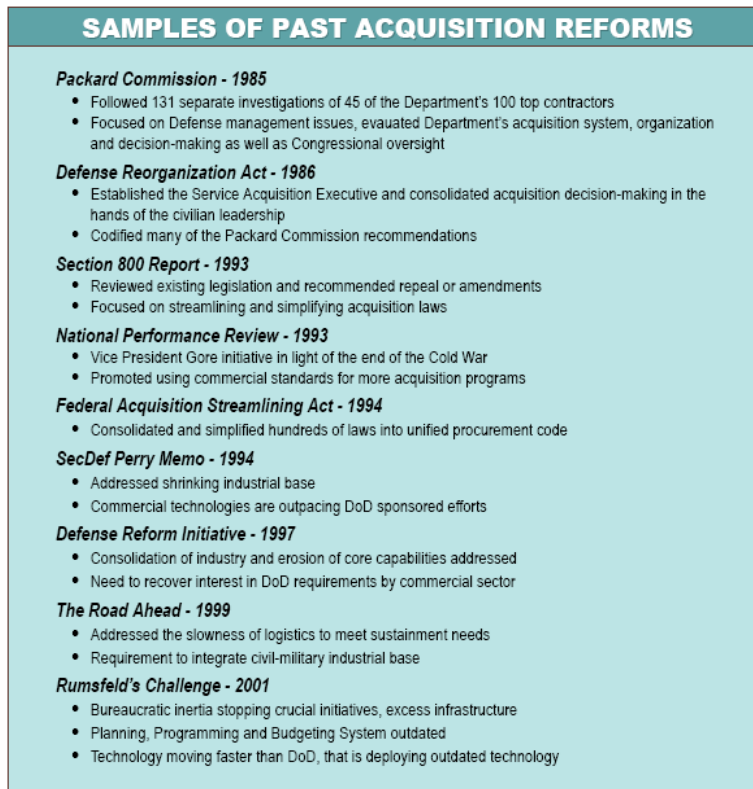 SAMPLES OF PAST ACQUISITION REFORMS
Packard Commission - 1985
• Followed 131 separate investigations of 45 of the Department's 100 top contractors
• Focused on Defense management issues, evauated Department's acquisition system, organization
and decision-making as well as Congressional oversight
Defense Reorganization Act - 1986
• Established the Service Acquisition Executive and consolidated acquisition decision-making in the
hands of the civilian leadership
• Codified many of the Packard Commission recommendations
Section 800 Report - 1993
• Reviewed existing legislation and recommended repeal or amendments
• Focused on streamlining and simplifying acquisition laws
National Performance Review - 1993
• Vice President Gore initiative in light of the end of the Cold War
• Promoted using commercial standards for more acquisition programs
Federal Acquisition Streamlining Act - 1994
• Consolidated and simplified hundreds of laws into unified procurement code
SecDef Perry Memo - 1994
• Addressed shrinking industrial base
• Commercial technologies are outpacing DoD sponsored efforts
Defense Reform Initiative - 1997
• Consolidation of industry and erosion of core capabilities addressed
• Need to recover interest in DoD requirements by commercial sector
The Road Ahead - 1999
• Addressed the slowness of logistics to meet sustainment needs
• Requirement to integrate civil-military industrial base
Rumsfeld's Challenge - 2001
• Bureaucratic inertia stopping crucial initiatives, excess infrastructure
• Planning, Programming and Budgeting System outdated
• Technology moving faster than DoD, that is deploying outdated technology